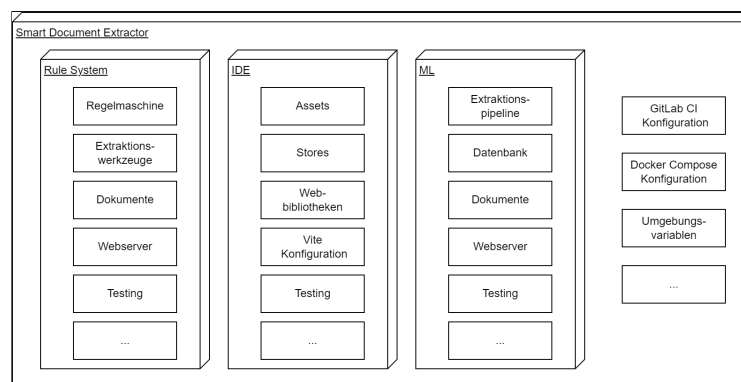 Smart Document Extractor
Rule System
Regelmaschine
Extraktions-
werkzeuge
Dokumente
Webserver
Testing
...
IDE
Assets
Stores
Web-
bibliotheken
Vite
Konfiguration
Testing
...
ML
Extraktions-
pipeline
Datenbank
Dokumente
Webserver
Testing
...
GitLab CI
Konfiguration
Docker Compose
Konfiguration
Umgebungs-
variablen
...